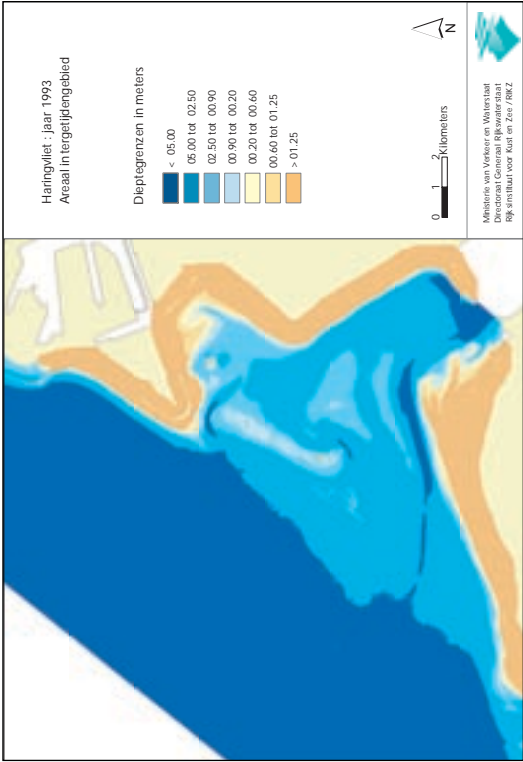 Haringvliet : jaar 1993
Areaal Intergetijdengebied
Dieptegrenzen in meters
< 05.00
05.00 tot 02.50
02.50 tot 00.90
00.90 tot 00.20
00.20 tot 00.60
00.60 tot 01.25
> 01.25
N
0 1 2 Kilometers
Ministerie van Verkeer en Waterstaat
Directoraat Generaal Rijkswaterstaat
Rijksinstituut voor Kust en Zee / RIKZ